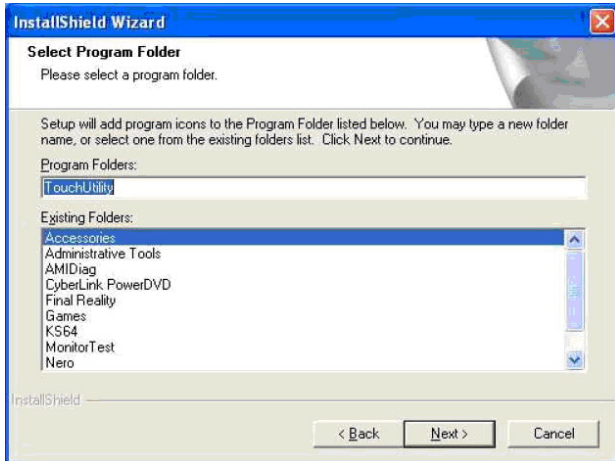 InstallShield Wizard
Select Program Folder
Please select a program folder.
Setup will add program icons to the Program Folder listed below. You may type a new folder
name, or select one from the existing folders list. Click Next to continue.
Program Folders:
TouchUtility
Existing Folders:
Accessories
Administrative Tools
AMIDiag
CyberLink PowerDVD
Final Reality
Games
KS64
MonitorTest
Nero
InstallShield
< Back
Next >
Cancel